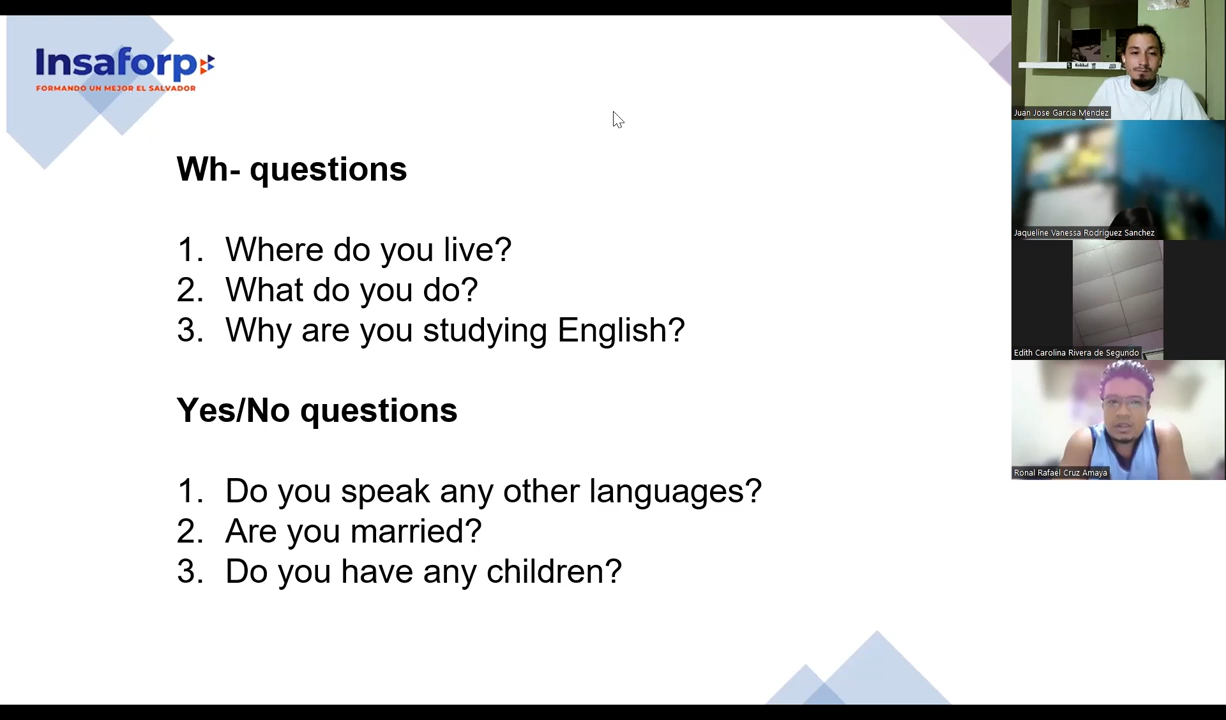 Insaforp
FORMANDO UN MEJOR EL SALVADOR
Wh- questions
1. Where do you live?
2. What do you do?
3. Why are you studying English?
Yes/No questions
1. Do you speak any other languages?
2. Are you married?
3. Do you have any children?
Juan Jose Garcia Mendez
Jaqueline Vanessa Rodriguez Sanchez
Edith Carolina Rivera de Segundo
Ronal Rafael Cruz Amaya